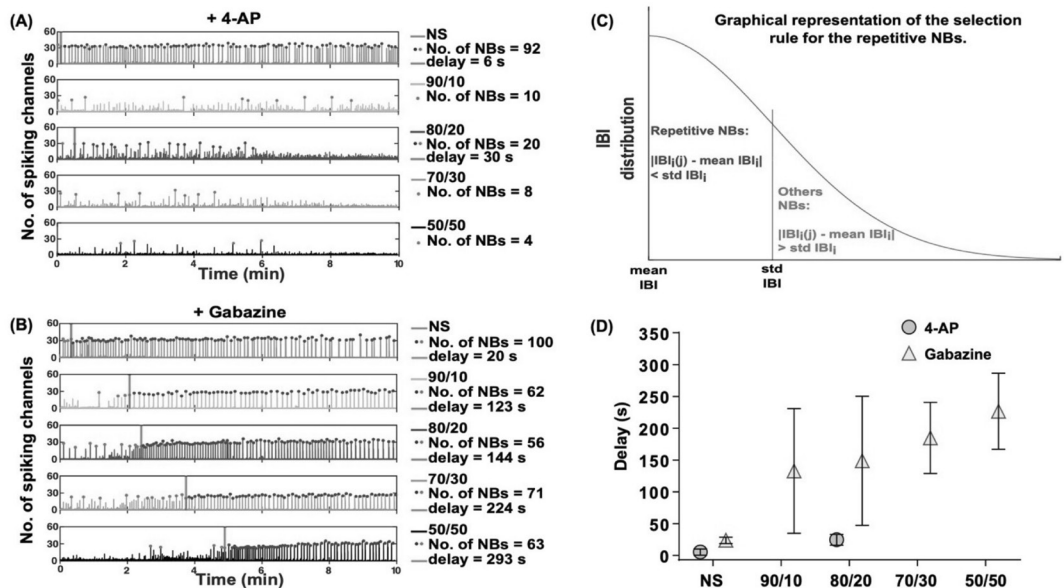 (A)
+ 4-AP
No. of spiking channels
60
30
0
NS
No. of NBs = 92
delay = 6 s
60
30
0
90/10
No. of NBs = 10
60
30
0
80/20
No. of NBs = 20
delay = 30 s
60
30
0
70/30
No. of NBs = 8
60
30
0
50/50
No. of NBs = 4
0 2 4 6 8 10
Time (min)
(B)
+ Gabazine
No. of spiking channels
60
30
0
NS
No. of NBs = 100
delay = 20 s
60
30
0
90/10
No. of NBs = 62
delay = 123 s
60
30
0
80/20
No. of NBs = 56
delay = 144 s
60
30
0
70/30
No. of NBs = 71
delay = 224 s
60
30
0
50/50
No. of NBs = 63
delay = 293 s
0 2 4 6 8 10
Time (min)
(C)
Graphical representation of the selection
rule for the repetitive NBs.
IBI
distribution
Repetitive NBs:
|IBIᵢ(j) - mean IBIᵢ|
< std IBIᵢ
Others
NBs:
|IBIᵢ(j) - mean IBIᵢ|
> std IBIᵢ
mean
IBI
std
IBI
(D)
4-AP
Gabazine
Delay (s)
350
300
250
200
150
100
50
0
NS 90/10 80/20 70/30 50/50